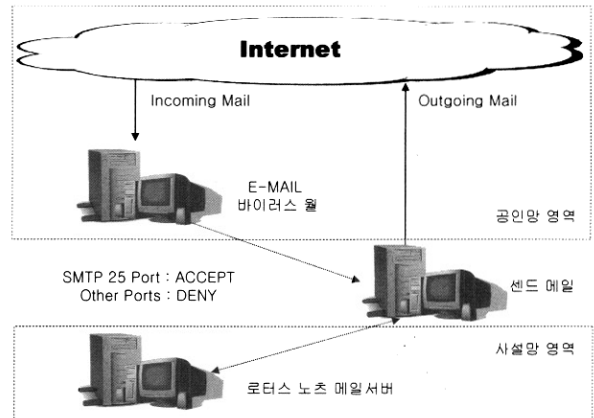 Internet
Incoming Mail
Outgoing Mail
E-MAIL
바이러스 월
공인망 영역
SMTP 25 Port : ACCEPT
Other Ports : DENY
센드 메일
사설망 영역
로터스 노츠 메일서버